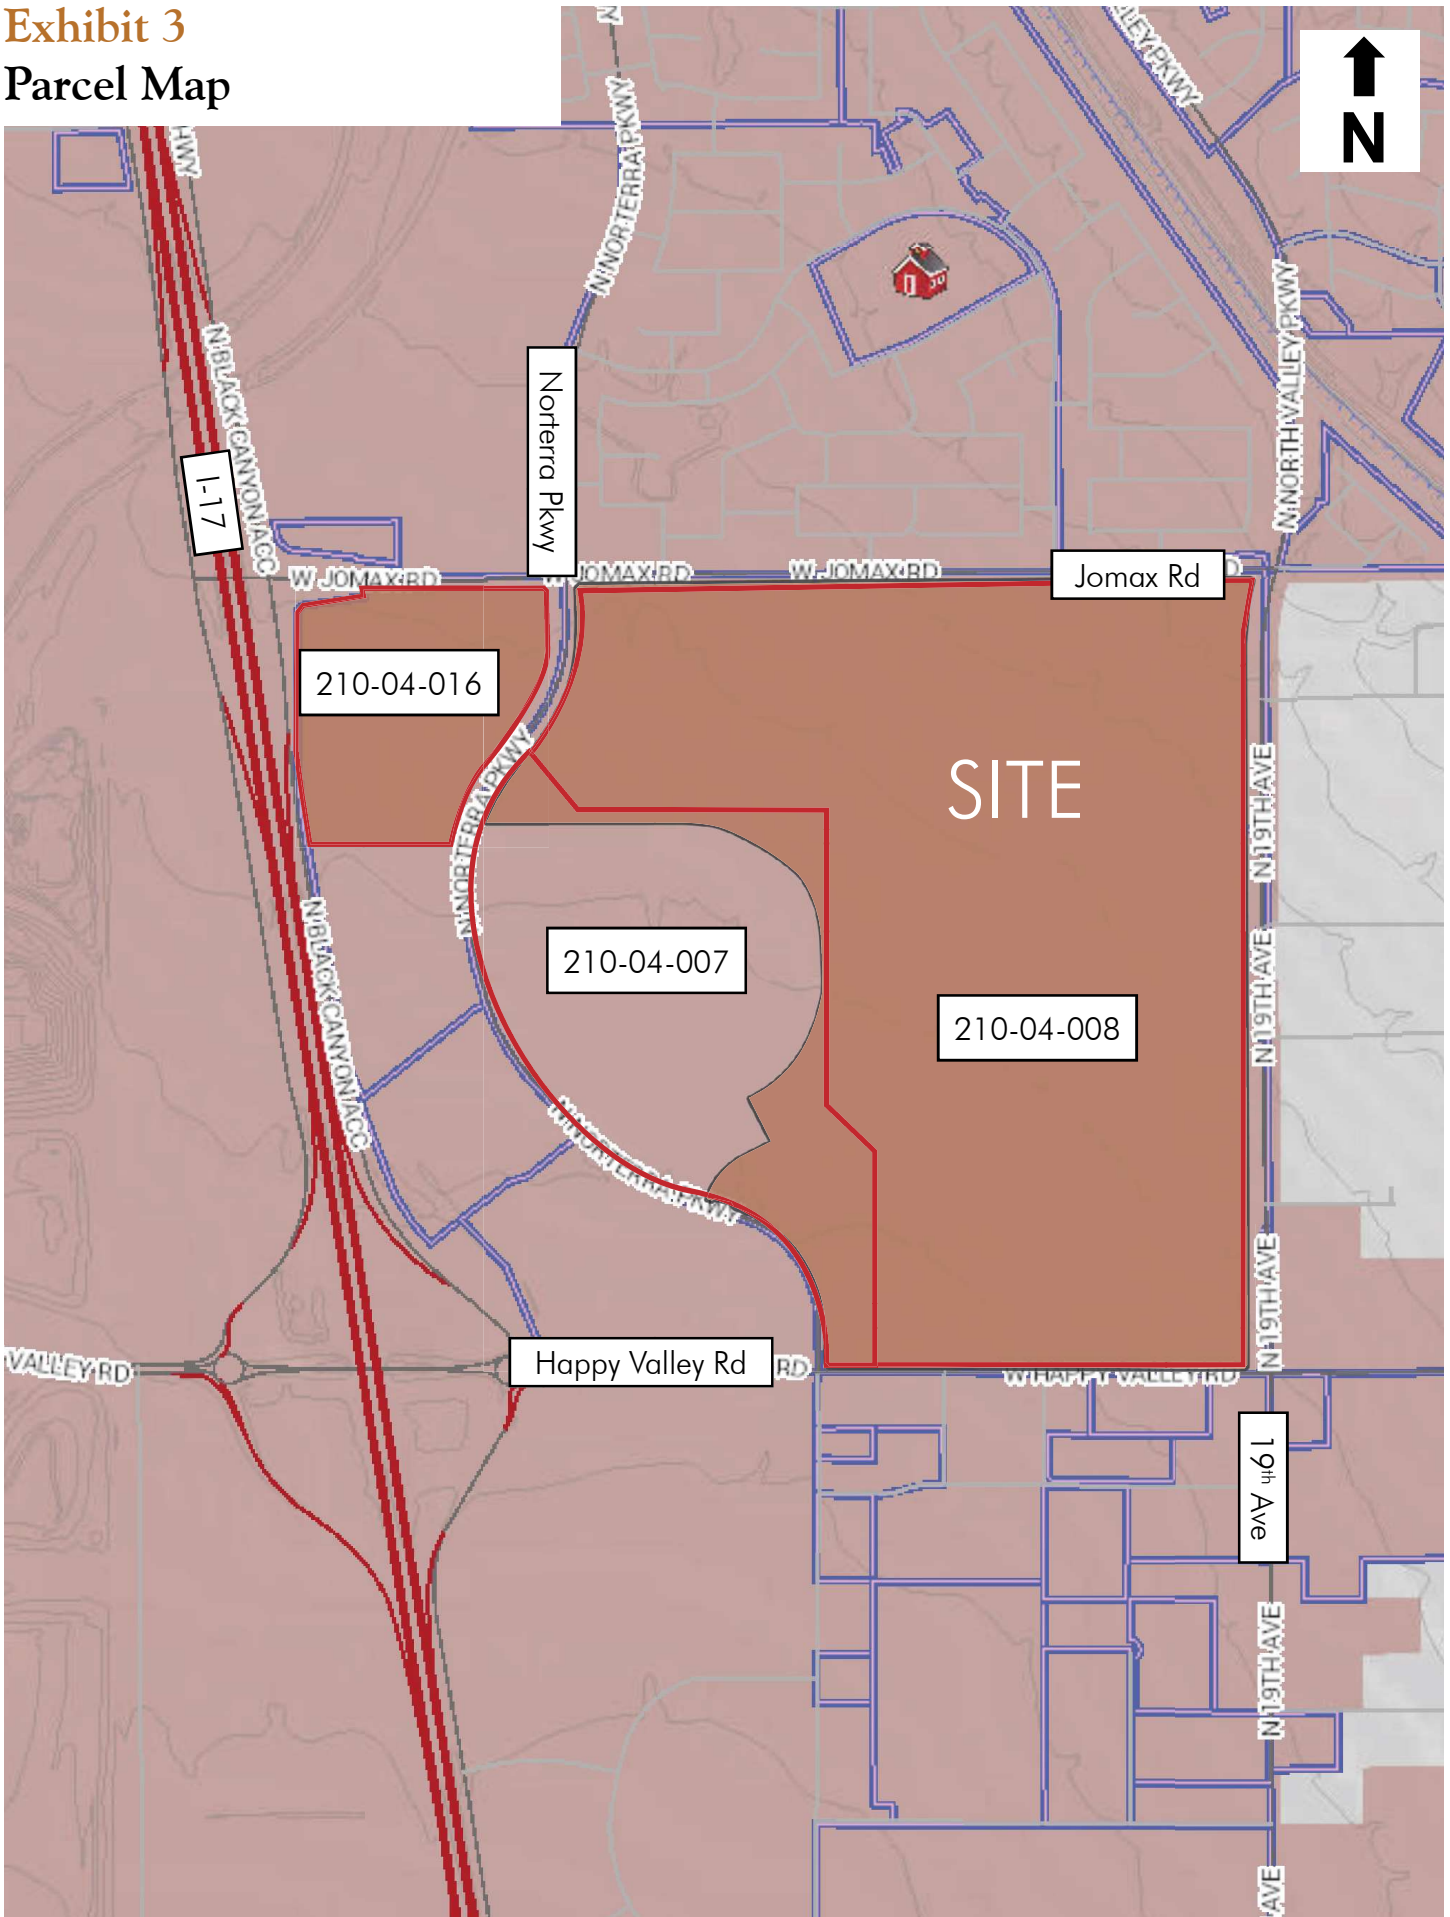 Exhibit 3
Parcel Map
N
LEY PKWY
N
HWY
N NORTERRA PKWY
N BLACK CANYON ACC
N NORTH VALLEY PKWY
Norterra Pkwy
I-17
W JOMAX RD
W JOMAX RD
W JOMAX RD
D
Jomax Rd
210-04-016
SITE
N NORTERRA PKWY
N 19TH AVE
N BLACK CANYON ACC
210-04-007
N 19TH AVE
210-04-008
N NORTERRA PKWY
N 19TH AVE
VALLEY RD
Happy Valley Rd
RD
W HAPPY VALLEY RD
19th Ave
N 19TH AVE
AVE